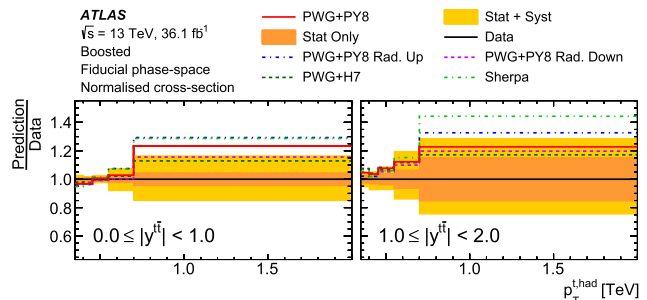 ATLAS
√s = 13 TeV, 36.1 fb¹
Boosted
Fiducial phase-space
Normalised cross-section
PWG+PY8
Stat Only
PWG+PY8 Rad. Up
PWG+H7
Stat + Syst
Data
PWG+PY8 Rad. Down
Sherpa
Prediction
Data
1.4
1.2
1.0
0.8
0.6
0.0 ≤ |y^{tt̄}| < 1.0
1.0 ≤ |y^{tt̄}| < 2.0
1.0
1.5
1.0
1.5
p_T^{t,had} [TeV]